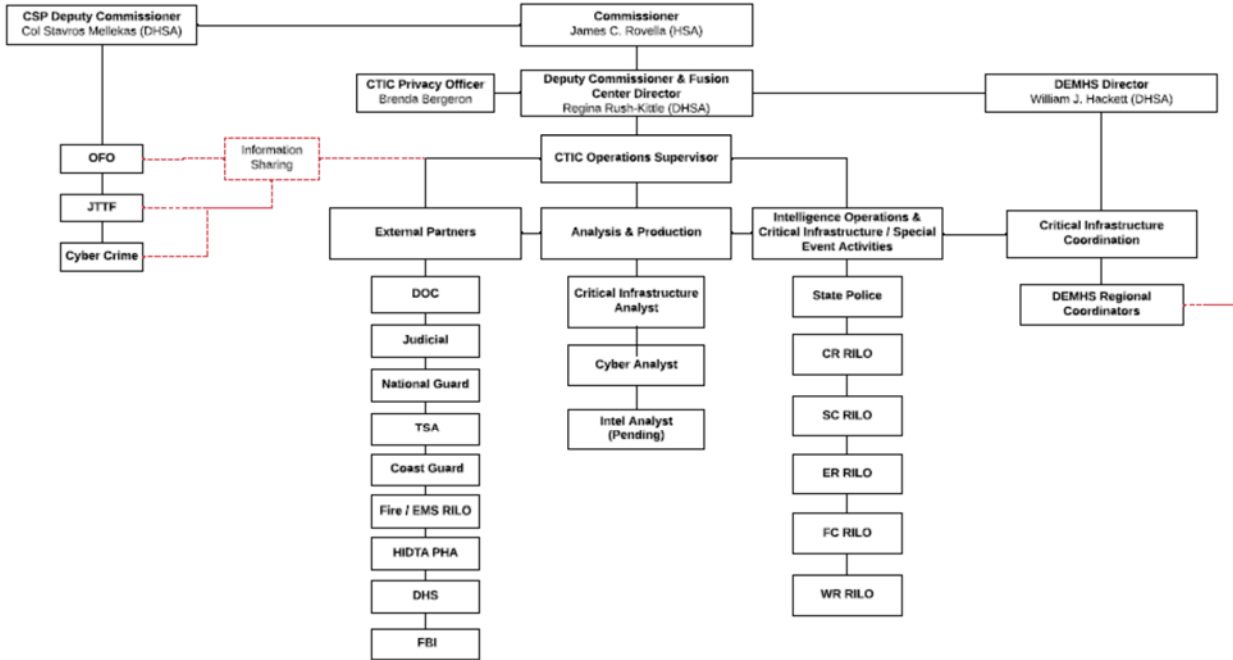 CSP Deputy Commissioner
Col Stavros Mellekas (DHSA)
Commissioner
James C. Rovella (HSA)
CTIC Privacy Officer
Brenda Bergeron
Deputy Commissioner & Fusion
Center Director
Regina Rush-Kittle (DHSA)
DEMHS Director
William J. Hackett (DHSA)
OFO
JTTF
Cyber Crime
Information
Sharing
CTIC Operations Supervisor
External Partners
Analysis & Production
Intelligence Operations &
Critical Infrastructure / Special
Event Activities
Critical Infrastructure
Coordination
DEMHS Regional
Coordinators
DOC
Judicial
National Guard
TSA
Coast Guard
Fire / EMS RILO
HIDTA PHA
DHS
FBI
Critical Infrastructure
Analyst
Cyber Analyst
Intel Analyst
(Pending)
State Police
CR RILO
SC RILO
ER RILO
FC RILO
WR RILO